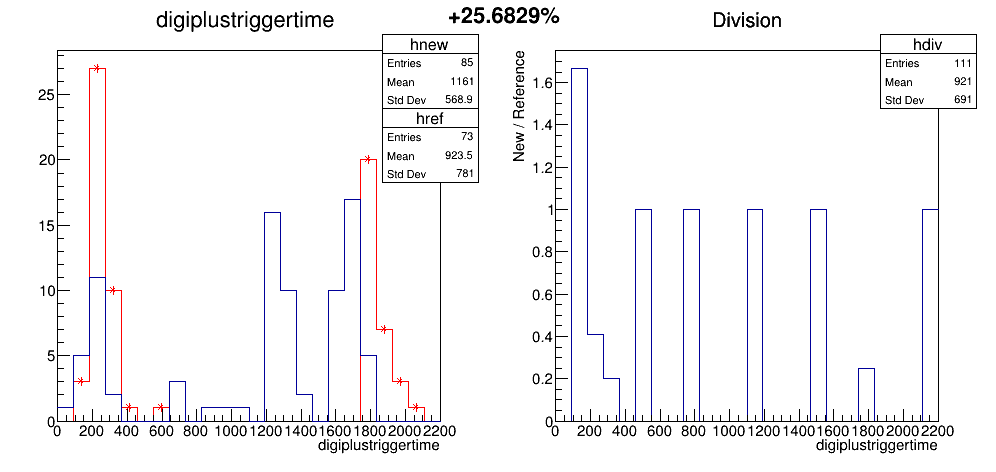 +25.6829%
digiplustriggertime
hnew
Entries 85
Mean 1161
Std Dev 568.9
href
Entries 73
Mean 923.5
Std Dev 781
25
20
15
10
5
0
0 200 400 600 800 1000 1200 1400 1600 1800 2000 2200
digiplustriggertime
Division
hdiv
Entries 111
Mean 921
Std Dev 691
New / Reference
1.6
1.4
1.2
1
0.8
0.6
0.4
0.2
0
0 200 400 600 800 1000 1200 1400 1600 1800 2000 2200
digiplustriggertime